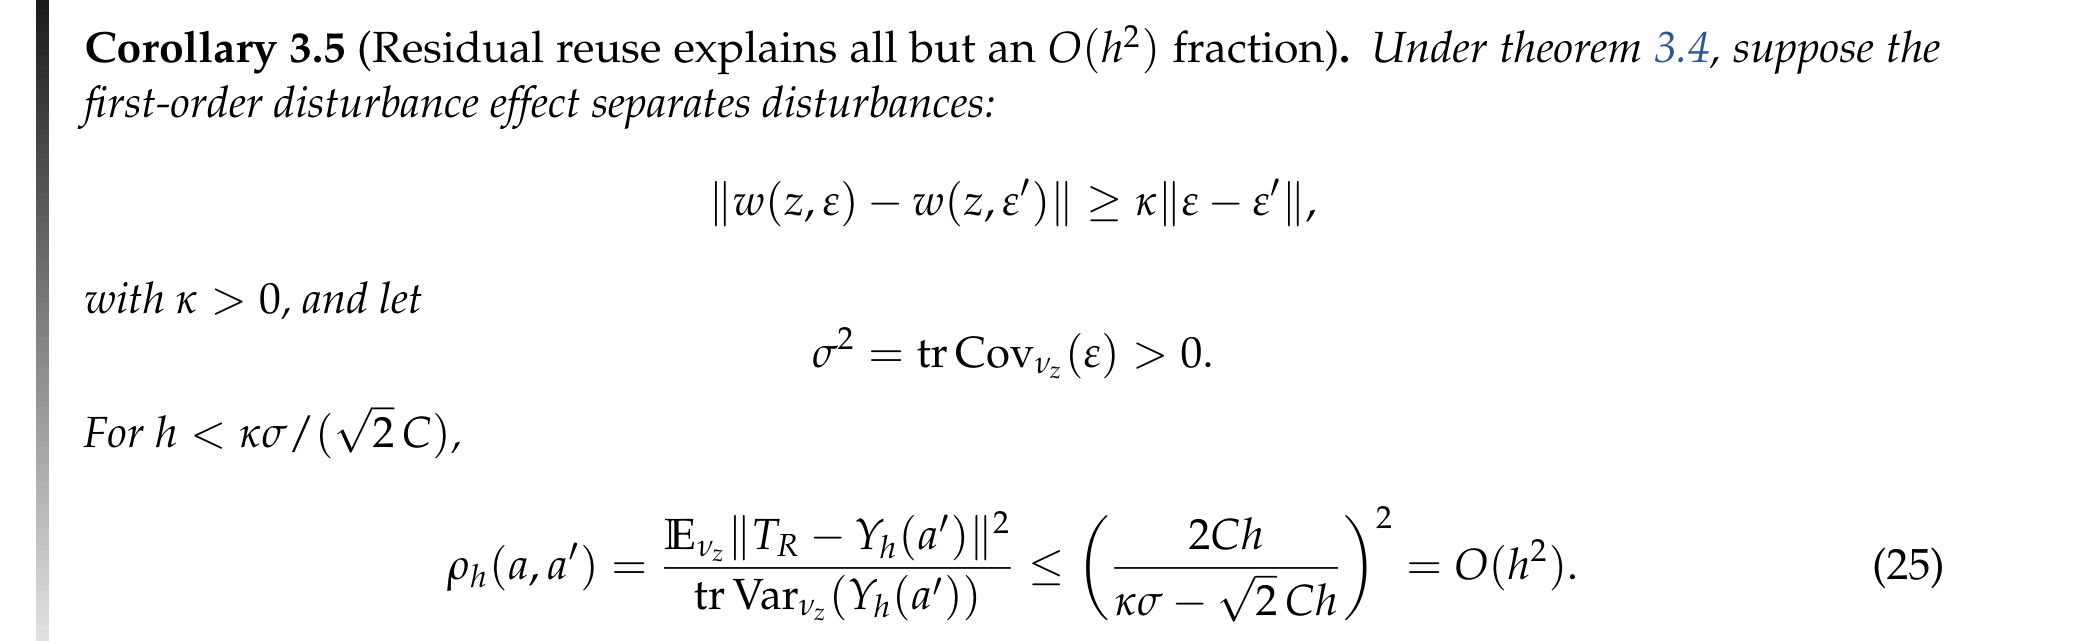 Corollary 3.5 (Residual reuse explains all but an O(h²) fraction). Under theorem 3.4, suppose the
first-order disturbance effect separates disturbances:
‖w(z, ε) − w(z, ε′)‖ ≥ κ‖ε − ε′‖,
with κ > 0, and let
σ² = tr Cov_{ν_z}(ε) > 0.
For h < κσ/(√2 C),
ρ_h(a, a′) = 𝔼_{ν_z}‖T_R − Y_h(a′)‖² / tr Var_{ν_z}(Y_h(a′)) ≤ (2Ch / κσ − √2 Ch)² = O(h²). (25)